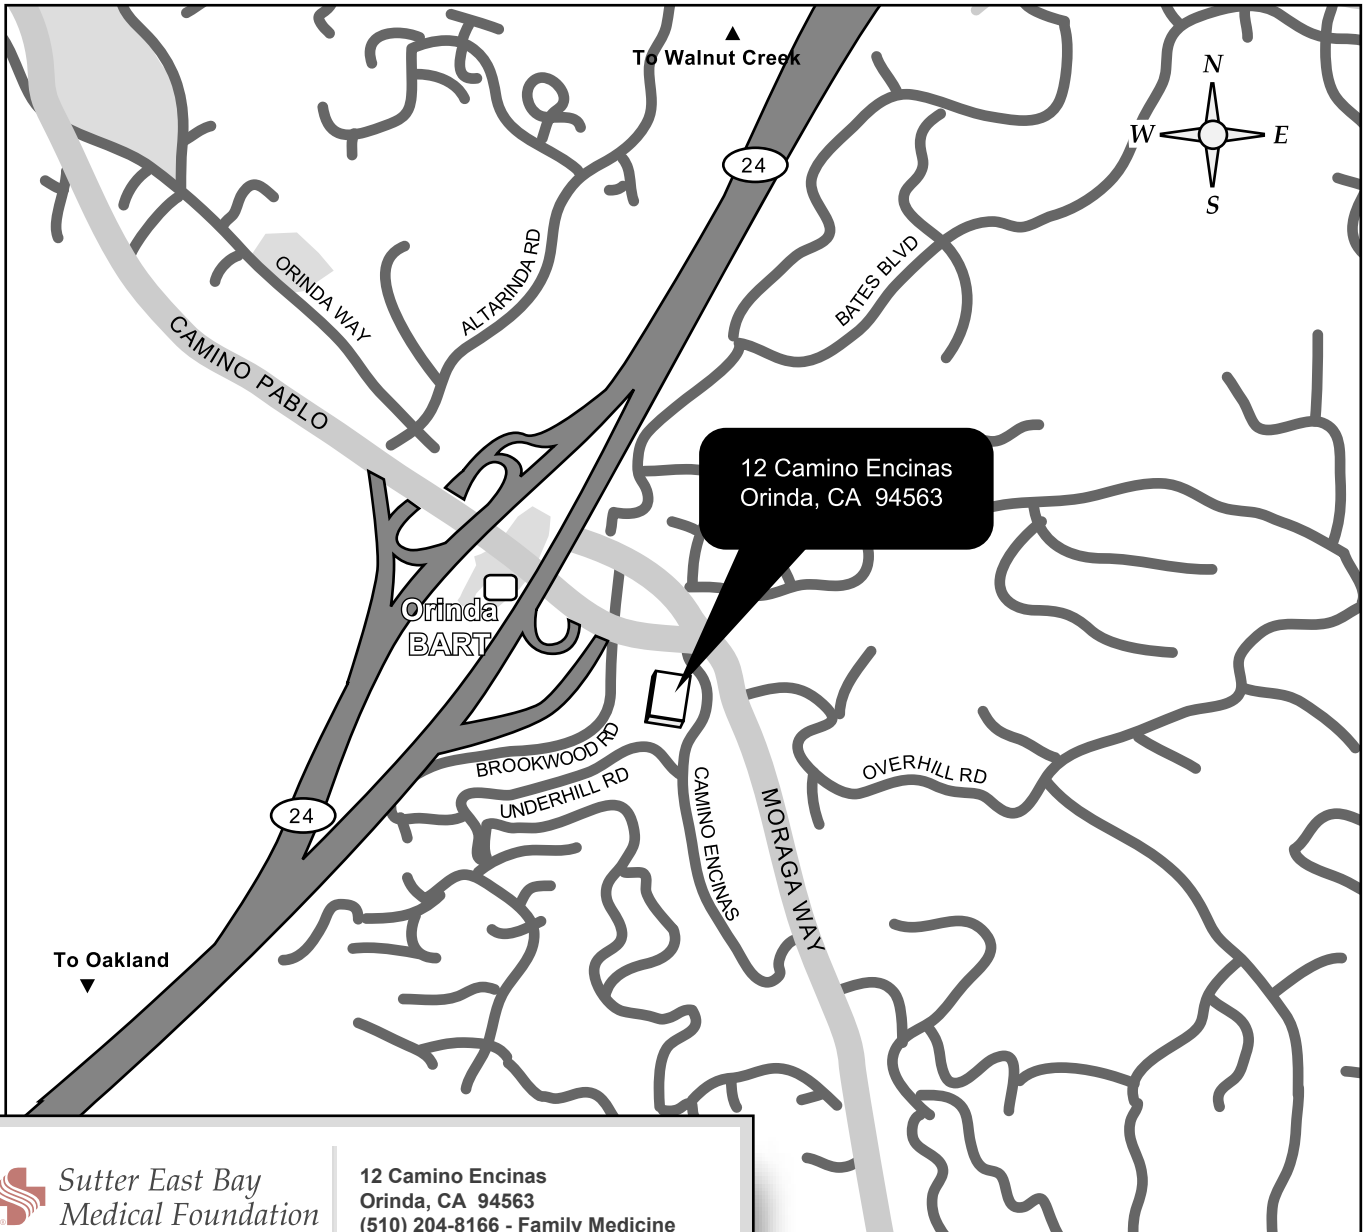 To Walnut Creek
N
W E
S
24
ORINDA WAY
ALTARINDA RD
BATES BLVD
CAMINO PABLO
12 Camino Encinas
Orinda, CA 94563
Orinda
BART
BROOKWOOD RD
UNDERHILL RD
CAMINO ENCINAS
MORAGA WAY
OVERHILL RD
24
To Oakland
Sutter East Bay
Medical Foundation
12 Camino Encinas
Orinda, CA 94563
(510) 204-8166 - Family Medicine